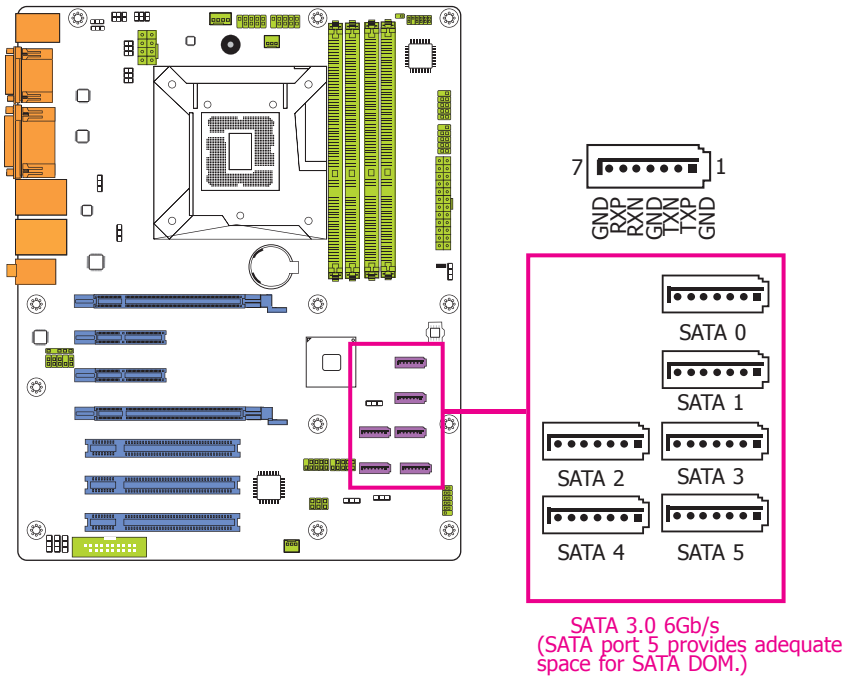 7 1
GND
RXP
RXN
GND
TXN
TXP
GND
SATA 0
SATA 1
SATA 2 SATA 3
SATA 4 SATA 5
SATA 3.0 6Gb/s
(SATA port 5 provides adequate
space for SATA DOM.)